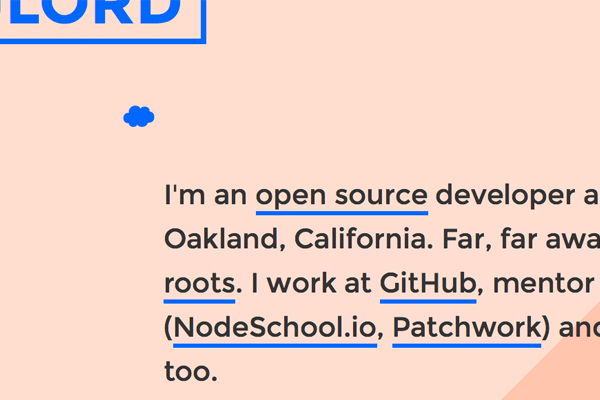 LORD
I'm an open source developer a
Oakland, California. Far, far awa
roots. I work at GitHub, mentor
(NodeSchool.io, Patchwork) and
too.